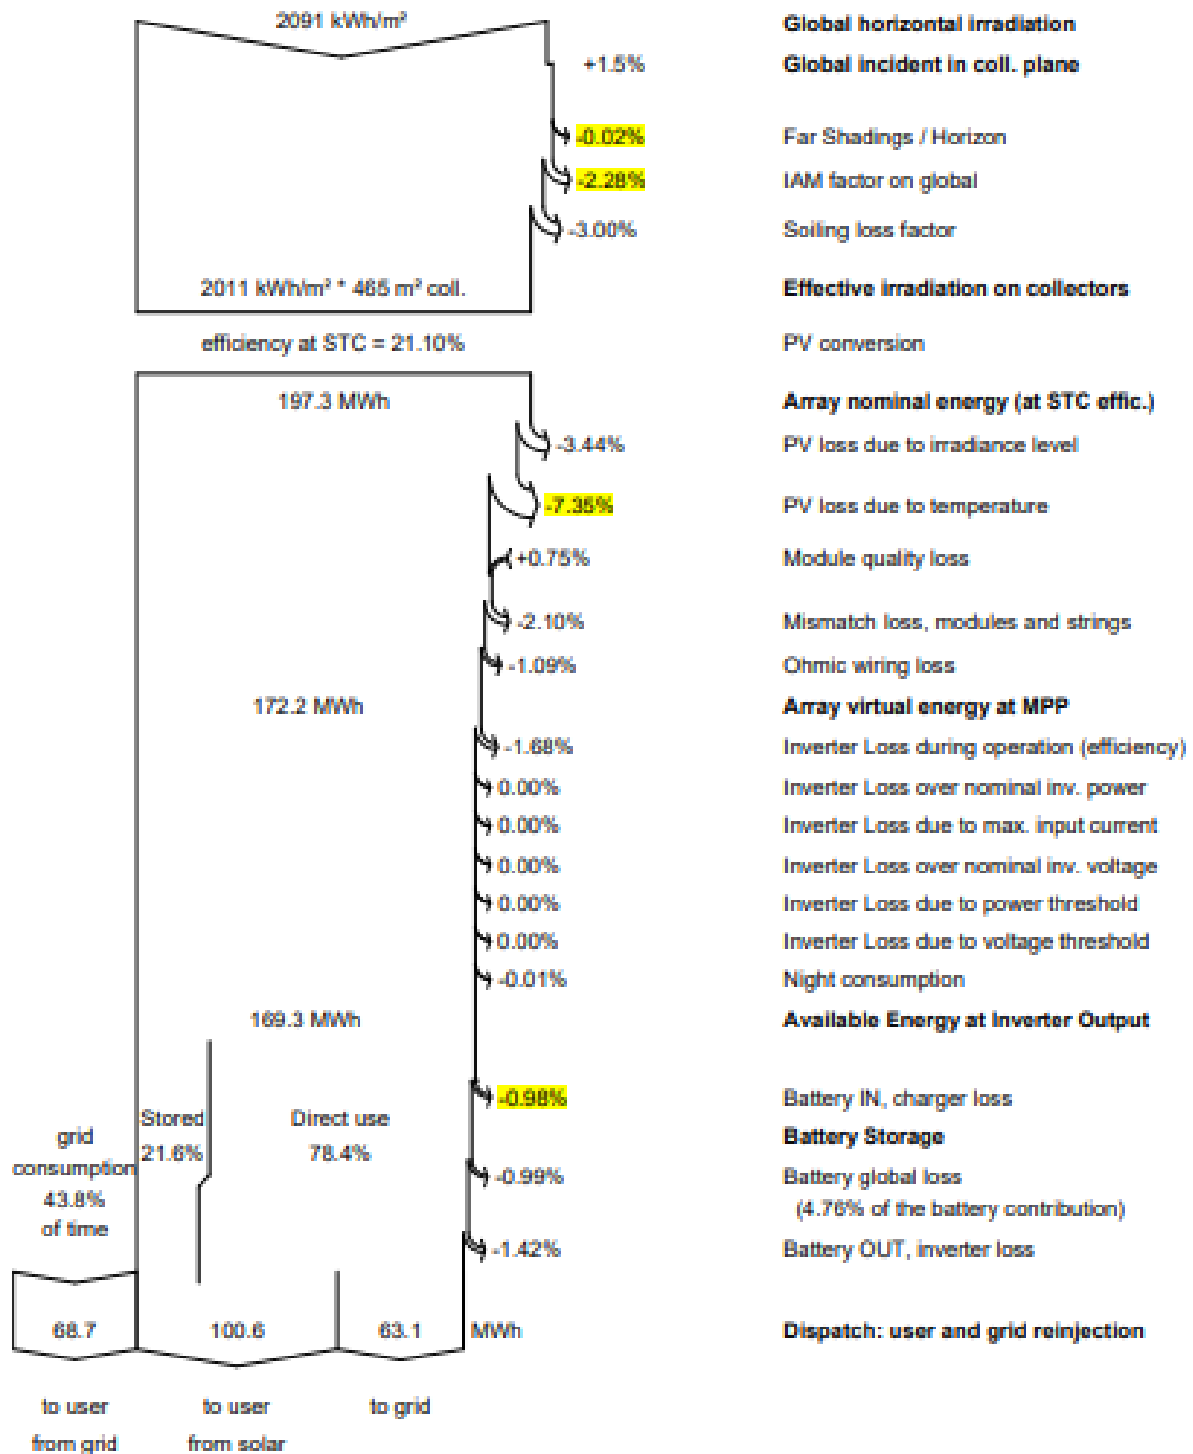 2091 kWh/m² Global horizontal irradiation
+1.5% Global incident in coll. plane
-0.02% Far Shadings / Horizon
-2.28% IAM factor on global
-3.00% Soiling loss factor
2011 kWh/m² * 465 m² coll. Effective irradiation on collectors
efficiency at STC = 21.10% PV conversion
197.3 MWh Array nominal energy (at STC effic.)
-3.44% PV loss due to irradiance level
-7.35% PV loss due to temperature
+0.75% Module quality loss
-2.10% Mismatch loss, modules and strings
-1.09% Ohmic wiring loss
172.2 MWh Array virtual energy at MPP
-1.68% Inverter Loss during operation (efficiency)
0.00% Inverter Loss over nominal inv. power
0.00% Inverter Loss due to max. input current
0.00% Inverter Loss over nominal inv. voltage
0.00% Inverter Loss due to power threshold
0.00% Inverter Loss due to voltage threshold
-0.01% Night consumption
169.3 MWh Available Energy at Inverter Output
-0.98% Battery IN, charger loss
Stored Direct use
grid Battery Storage
21.6% 78.4%
consumption -0.99% Battery global loss
43.8% (4.76% of the battery contribution)
of time
-1.42% Battery OUT, inverter loss
68.7 100.6 63.1 MWh Dispatch: user and grid reinjection
to user to user to grid
from grid from solar